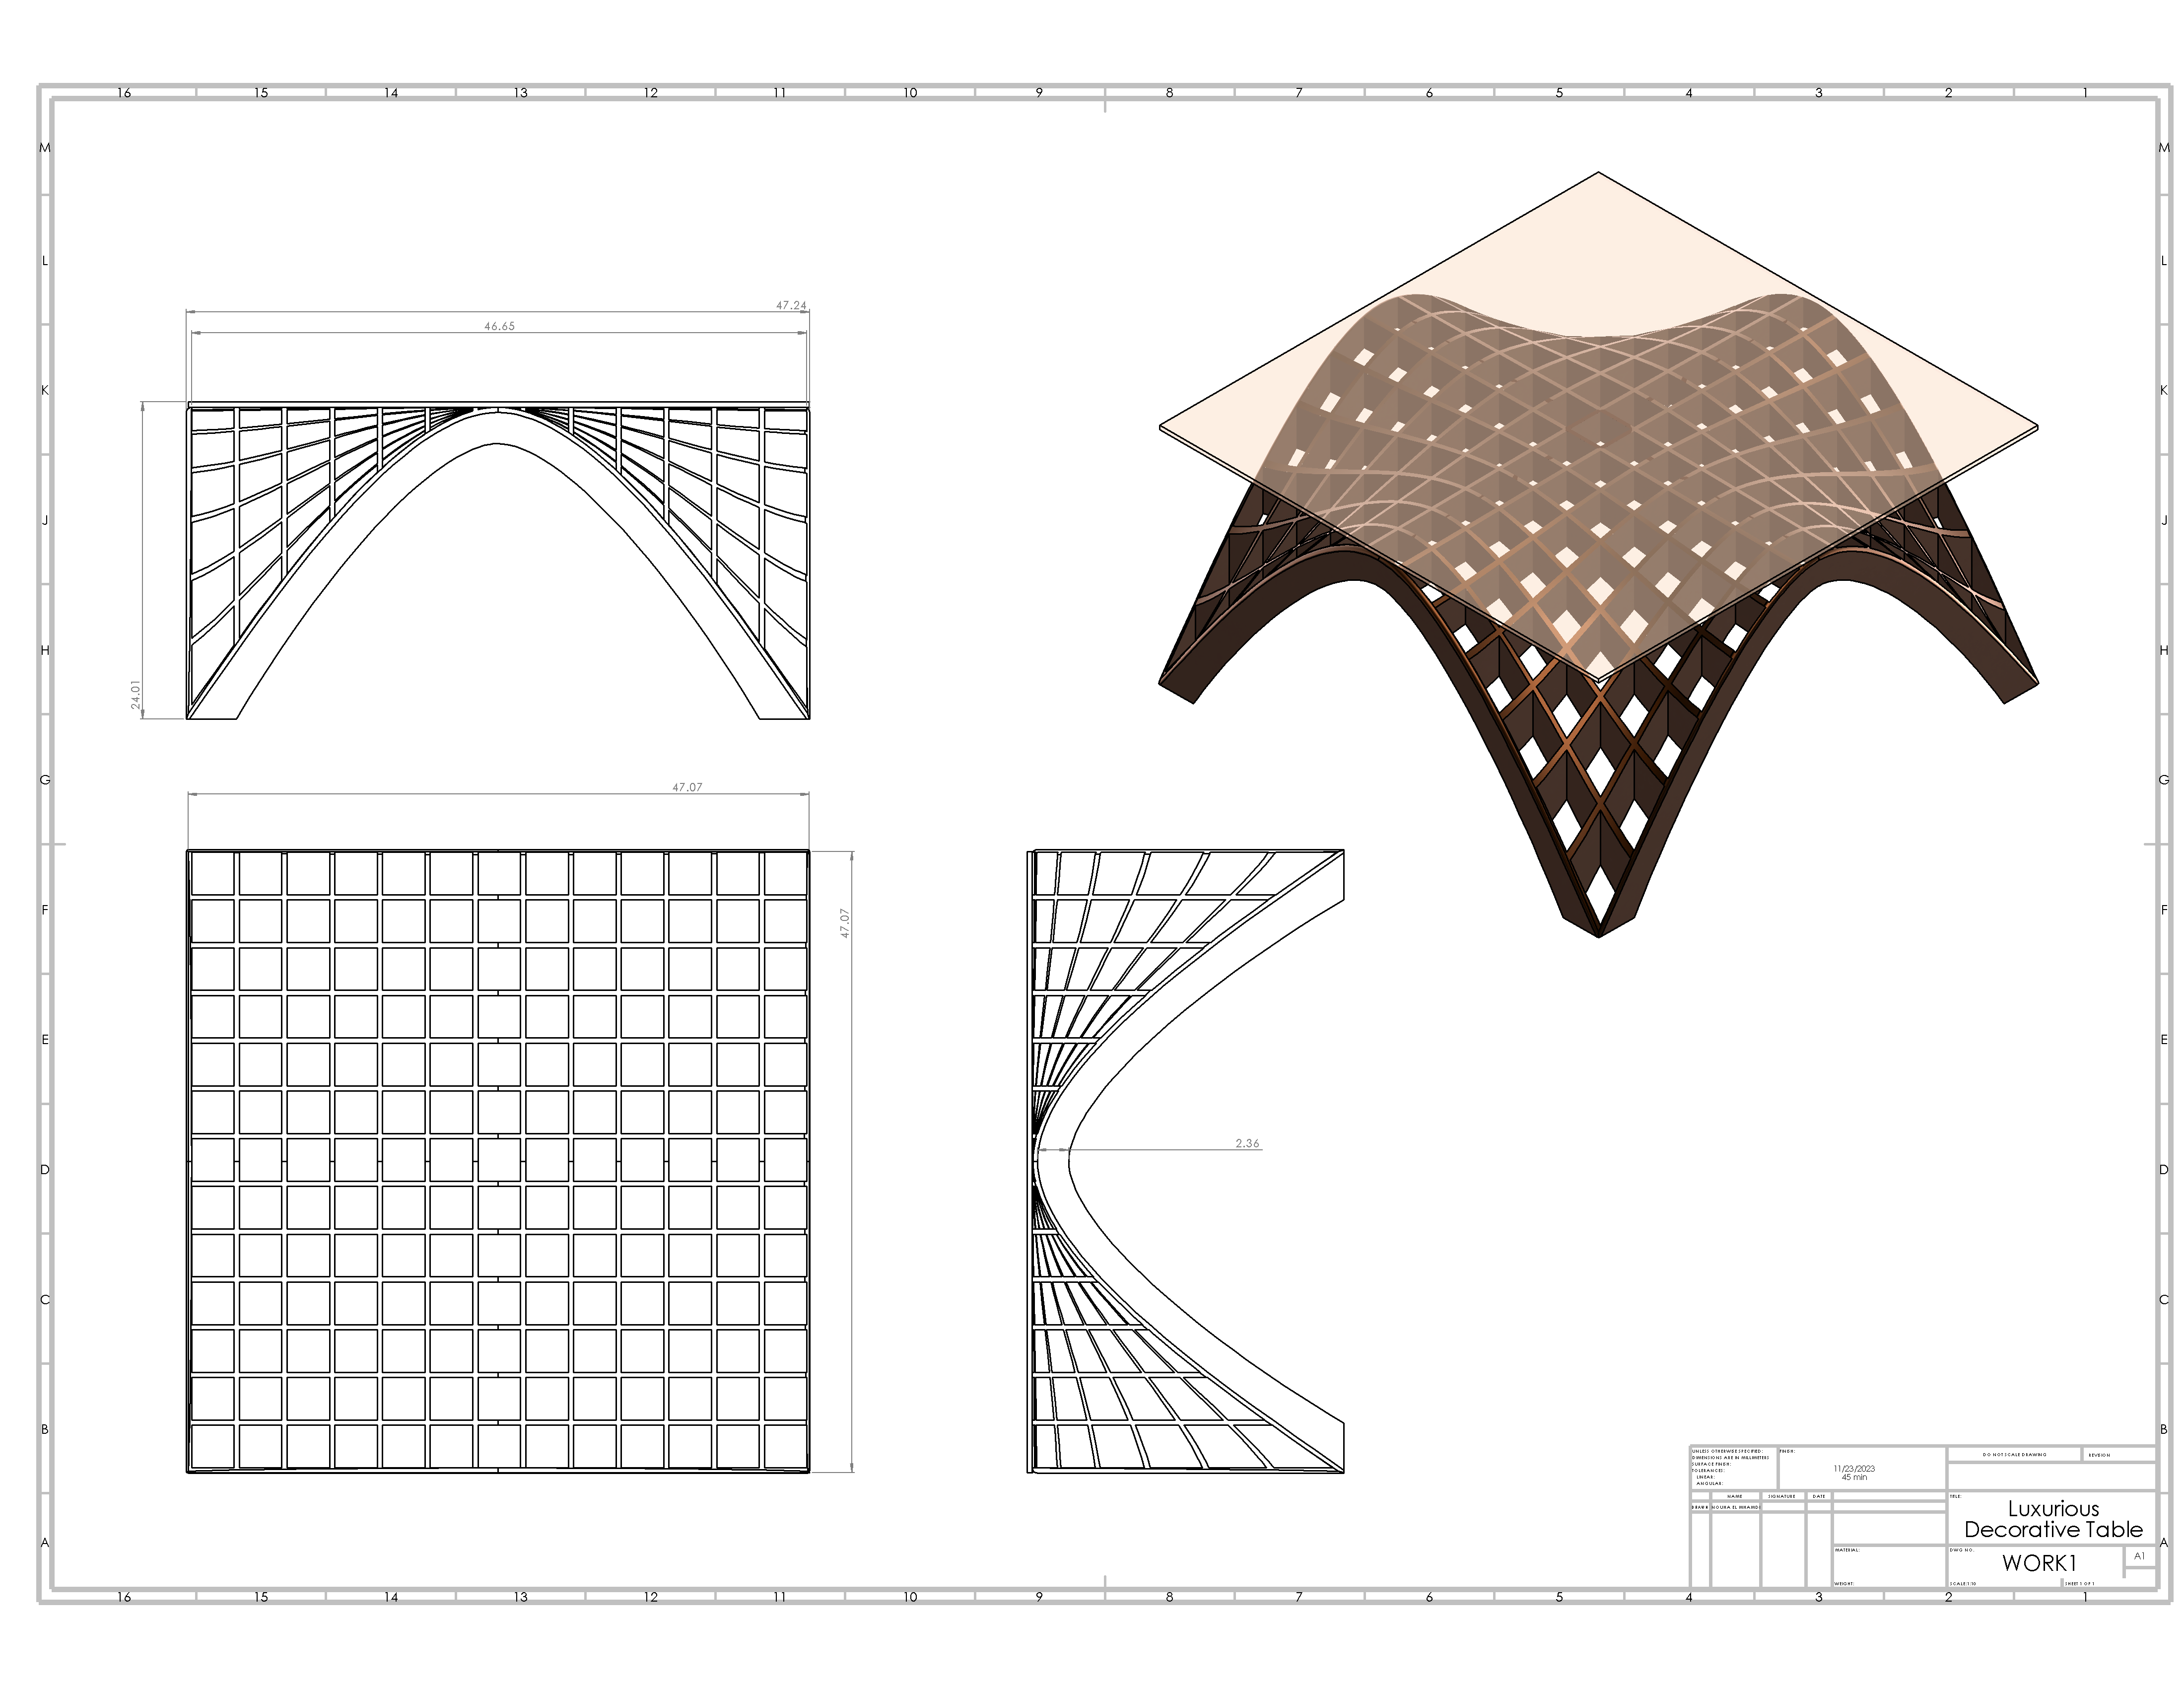 16 15 14 13 12 11 10 9 8 7 6 5 4 3 2 1
M M
L L
K K
J J
H H
G G
F F
E E
D D
C C
B B
A A
47.24
46.65
24.01
47.07
47.07
2.36
UNLESS OTHERWISE SPECIFIED:
DIMENSIONS ARE IN MILLIMETERS
SURFACE FINISH:
TOLERANCES:
LINEAR:
ANGULAR:
FINISH:
11/23/2023
45 min
DO NOT SCALE DRAWING
REVISION
NAME SIGNATURE DATE
DRAWN
TITLE:
Luxurious
Decorative Table
MATERIAL:
DWG NO.
WORK1
A1
WEIGHT:
SCALE:1:10
SHEET 1 OF 1
16 15 14 13 12 11 10 9 8 7 6 5 4 3 2 1